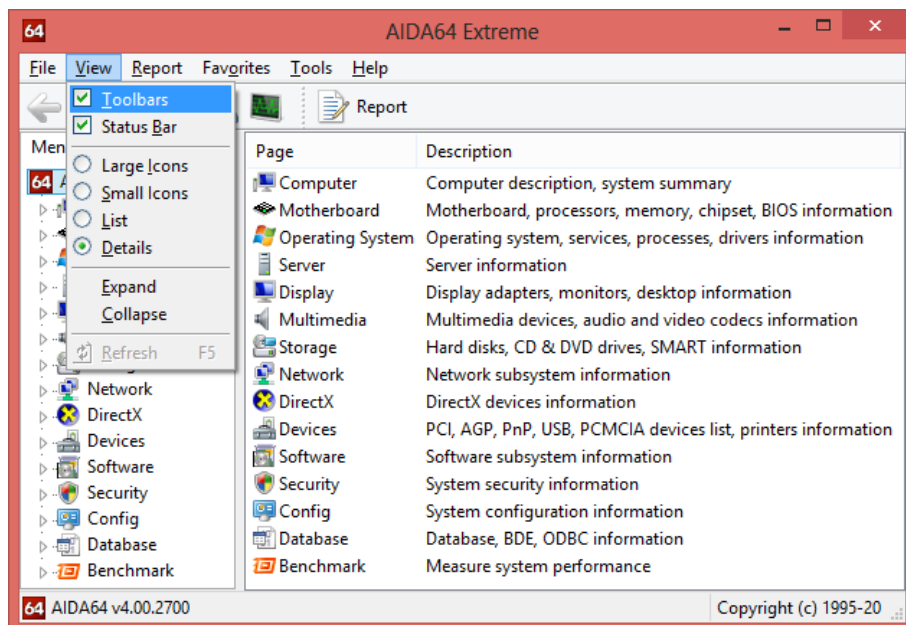 64 AIDA64 Extreme
File View Report Favorites Tools Help
Toolbars
Status Bar
Large Icons
Small Icons
List
Details
Expand
Collapse
Refresh F5
Report
Men
64
Network
DirectX
Devices
Software
Security
Config
Database
Benchmark
Page Description
Computer Computer description, system summary
Motherboard Motherboard, processors, memory, chipset, BIOS information
Operating System Operating system, services, processes, drivers information
Server Server information
Display Display adapters, monitors, desktop information
Multimedia Multimedia devices, audio and video codecs information
Storage Hard disks, CD & DVD drives, SMART information
Network Network subsystem information
DirectX DirectX devices information
Devices PCI, AGP, PnP, USB, PCMCIA devices list, printers information
Software Software subsystem information
Security System security information
Config System configuration information
Database Database, BDE, ODBC information
Benchmark Measure system performance
64 AIDA64 v4.00.2700 Copyright (c) 1995-20